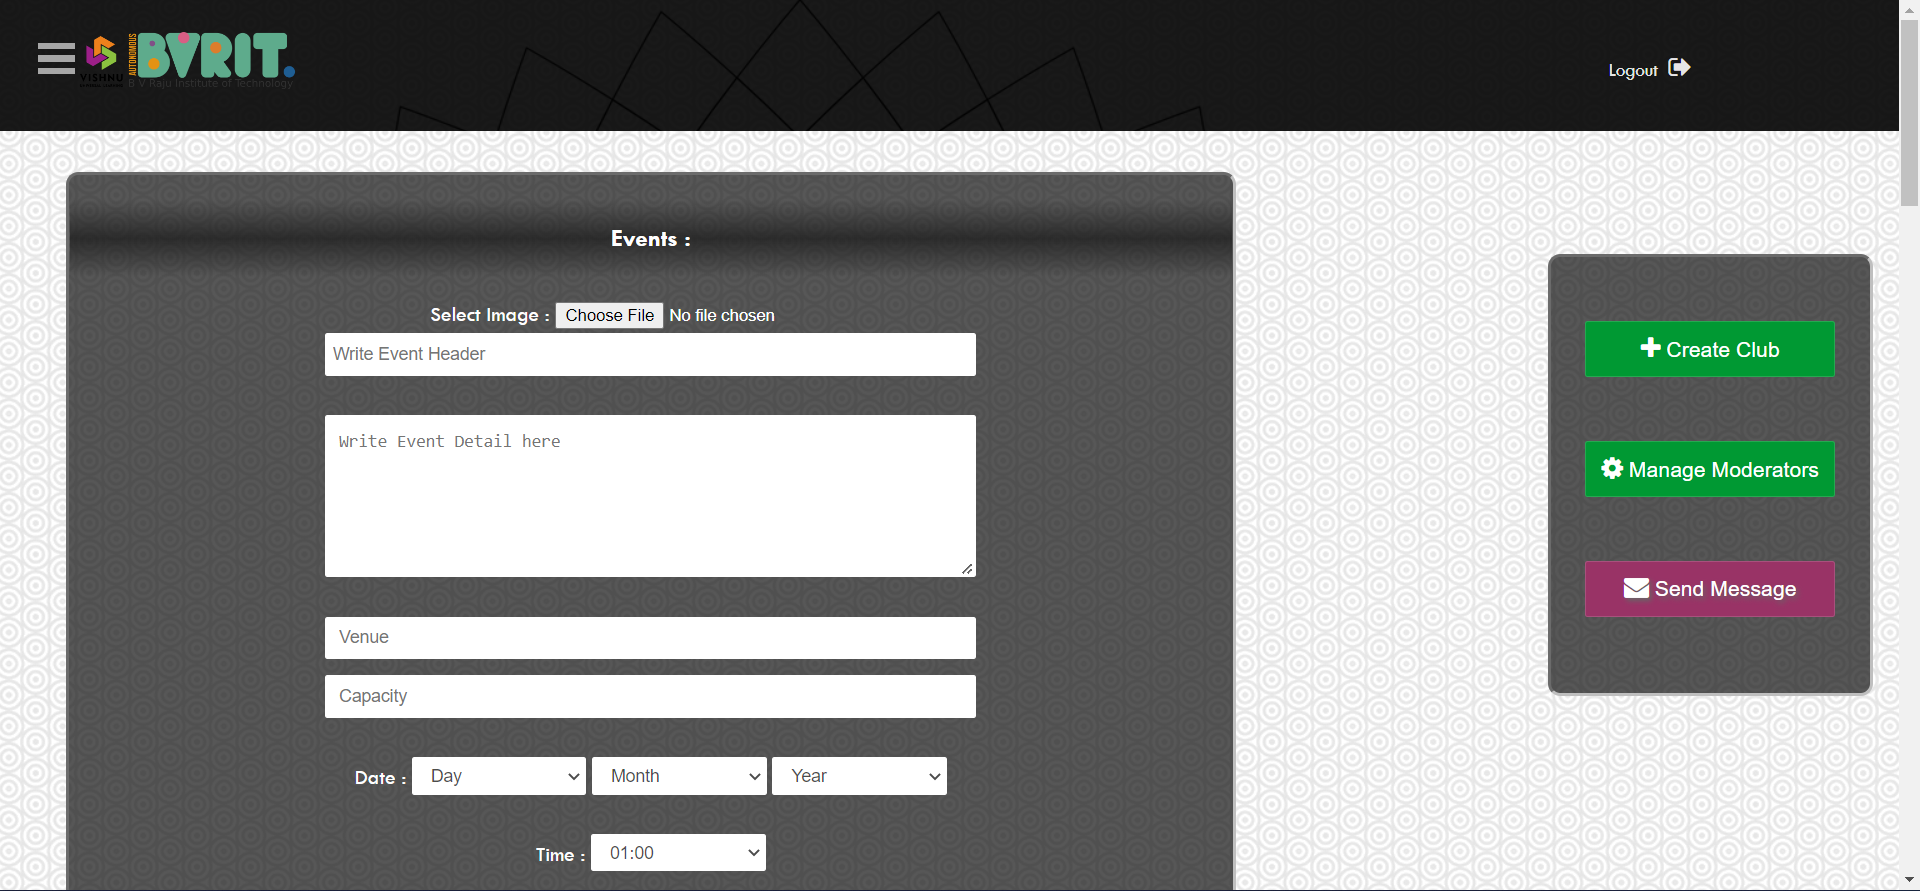 AUTONOMOUS
BVRIT.
VISHNU
B V Raju Institute of Technology
Logout
Events :
Select Image : Choose File No file chosen
Write Event Header
Write Event Detail here
Venue
Capacity
Date : Day Month Year
Time : 01:00
Create Club
Manage Moderators
Send Message